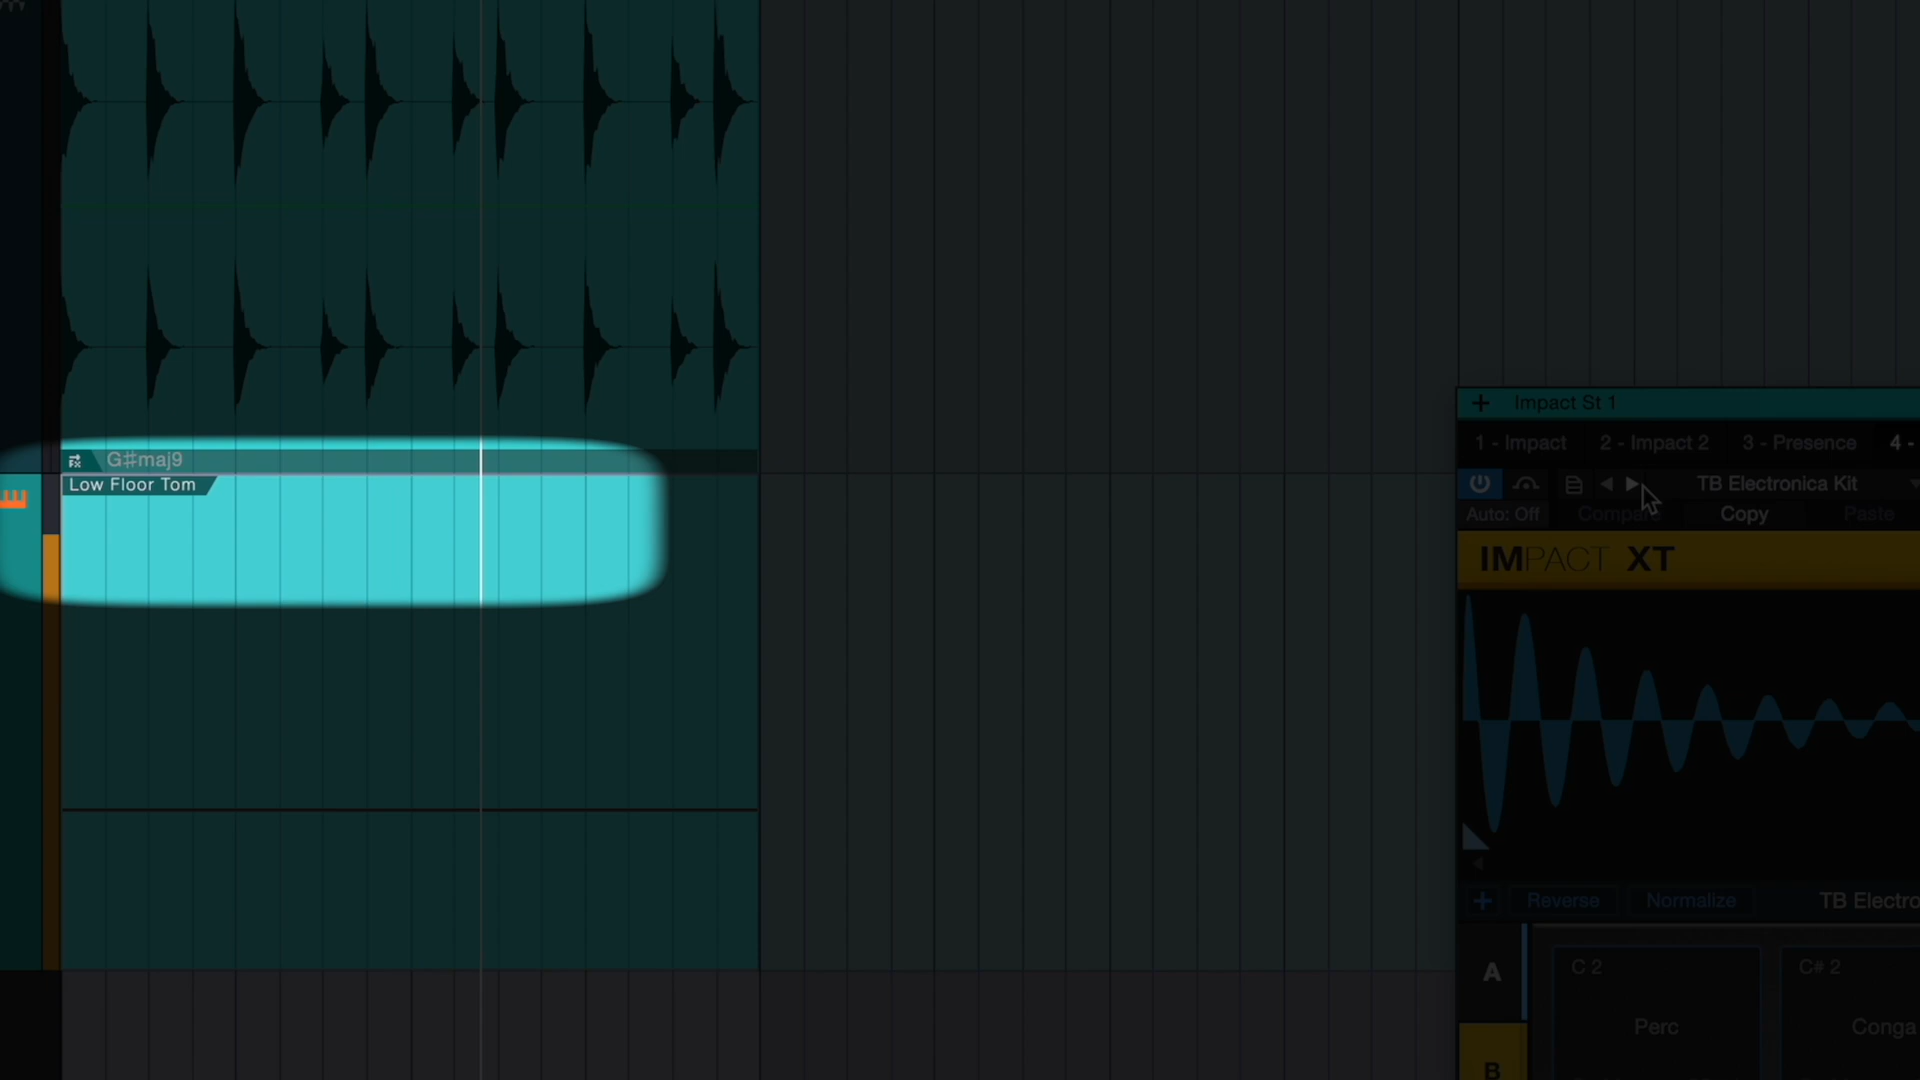 G#maj9
Low Floor Tom
Impact St 1
1 - Impact
2 - Impact 2
3 - Presence
4 -
TB Electronica Kit
Auto: Off
Compare
Copy
Paste
IMPACT XT
Reverse
Normalize
TB Electro
A
C 2
C# 2
Perc
Conga
B